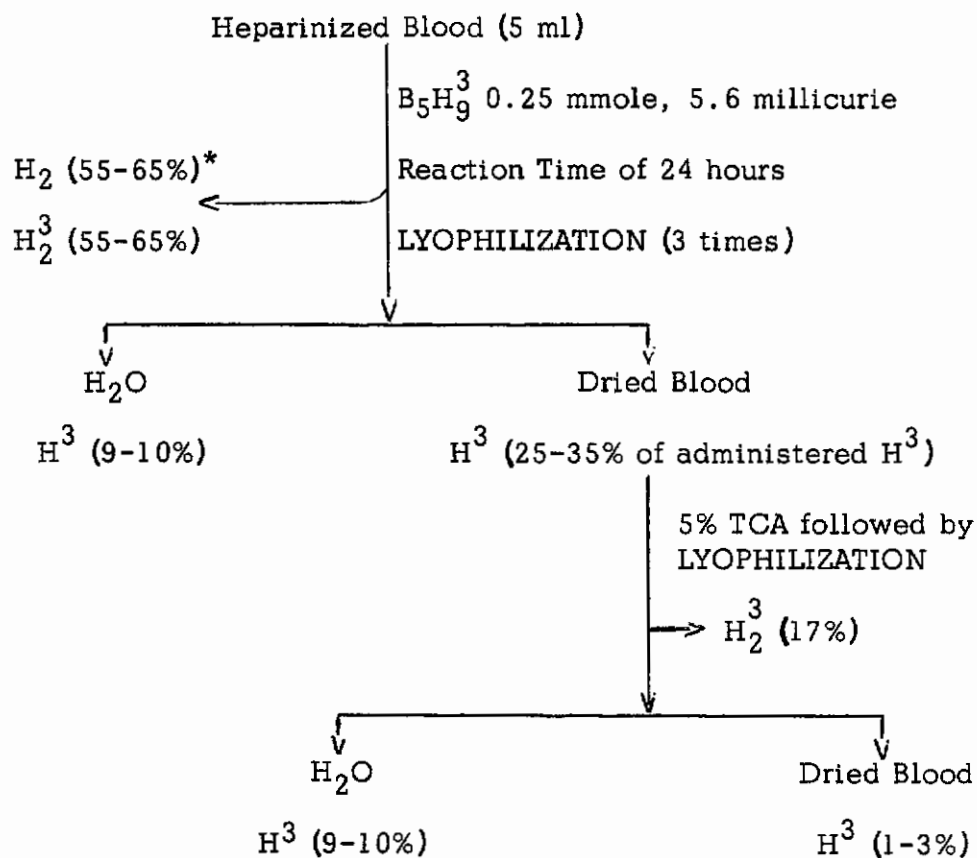 Heparinized Blood (5 ml)
B₅H₉³ 0.25 mmole, 5.6 millicurie
H₂ (55-65%)*
Reaction Time of 24 hours
H₂³ (55-65%)
LYOPHILIZATION (3 times)
H₂O
Dried Blood
H³ (9-10%)
H³ (25-35% of administered H³)
5% TCA followed by
LYOPHILIZATION
H₂³ (17%)
H₂O
Dried Blood
H³ (9-10%)
H³ (1-3%)